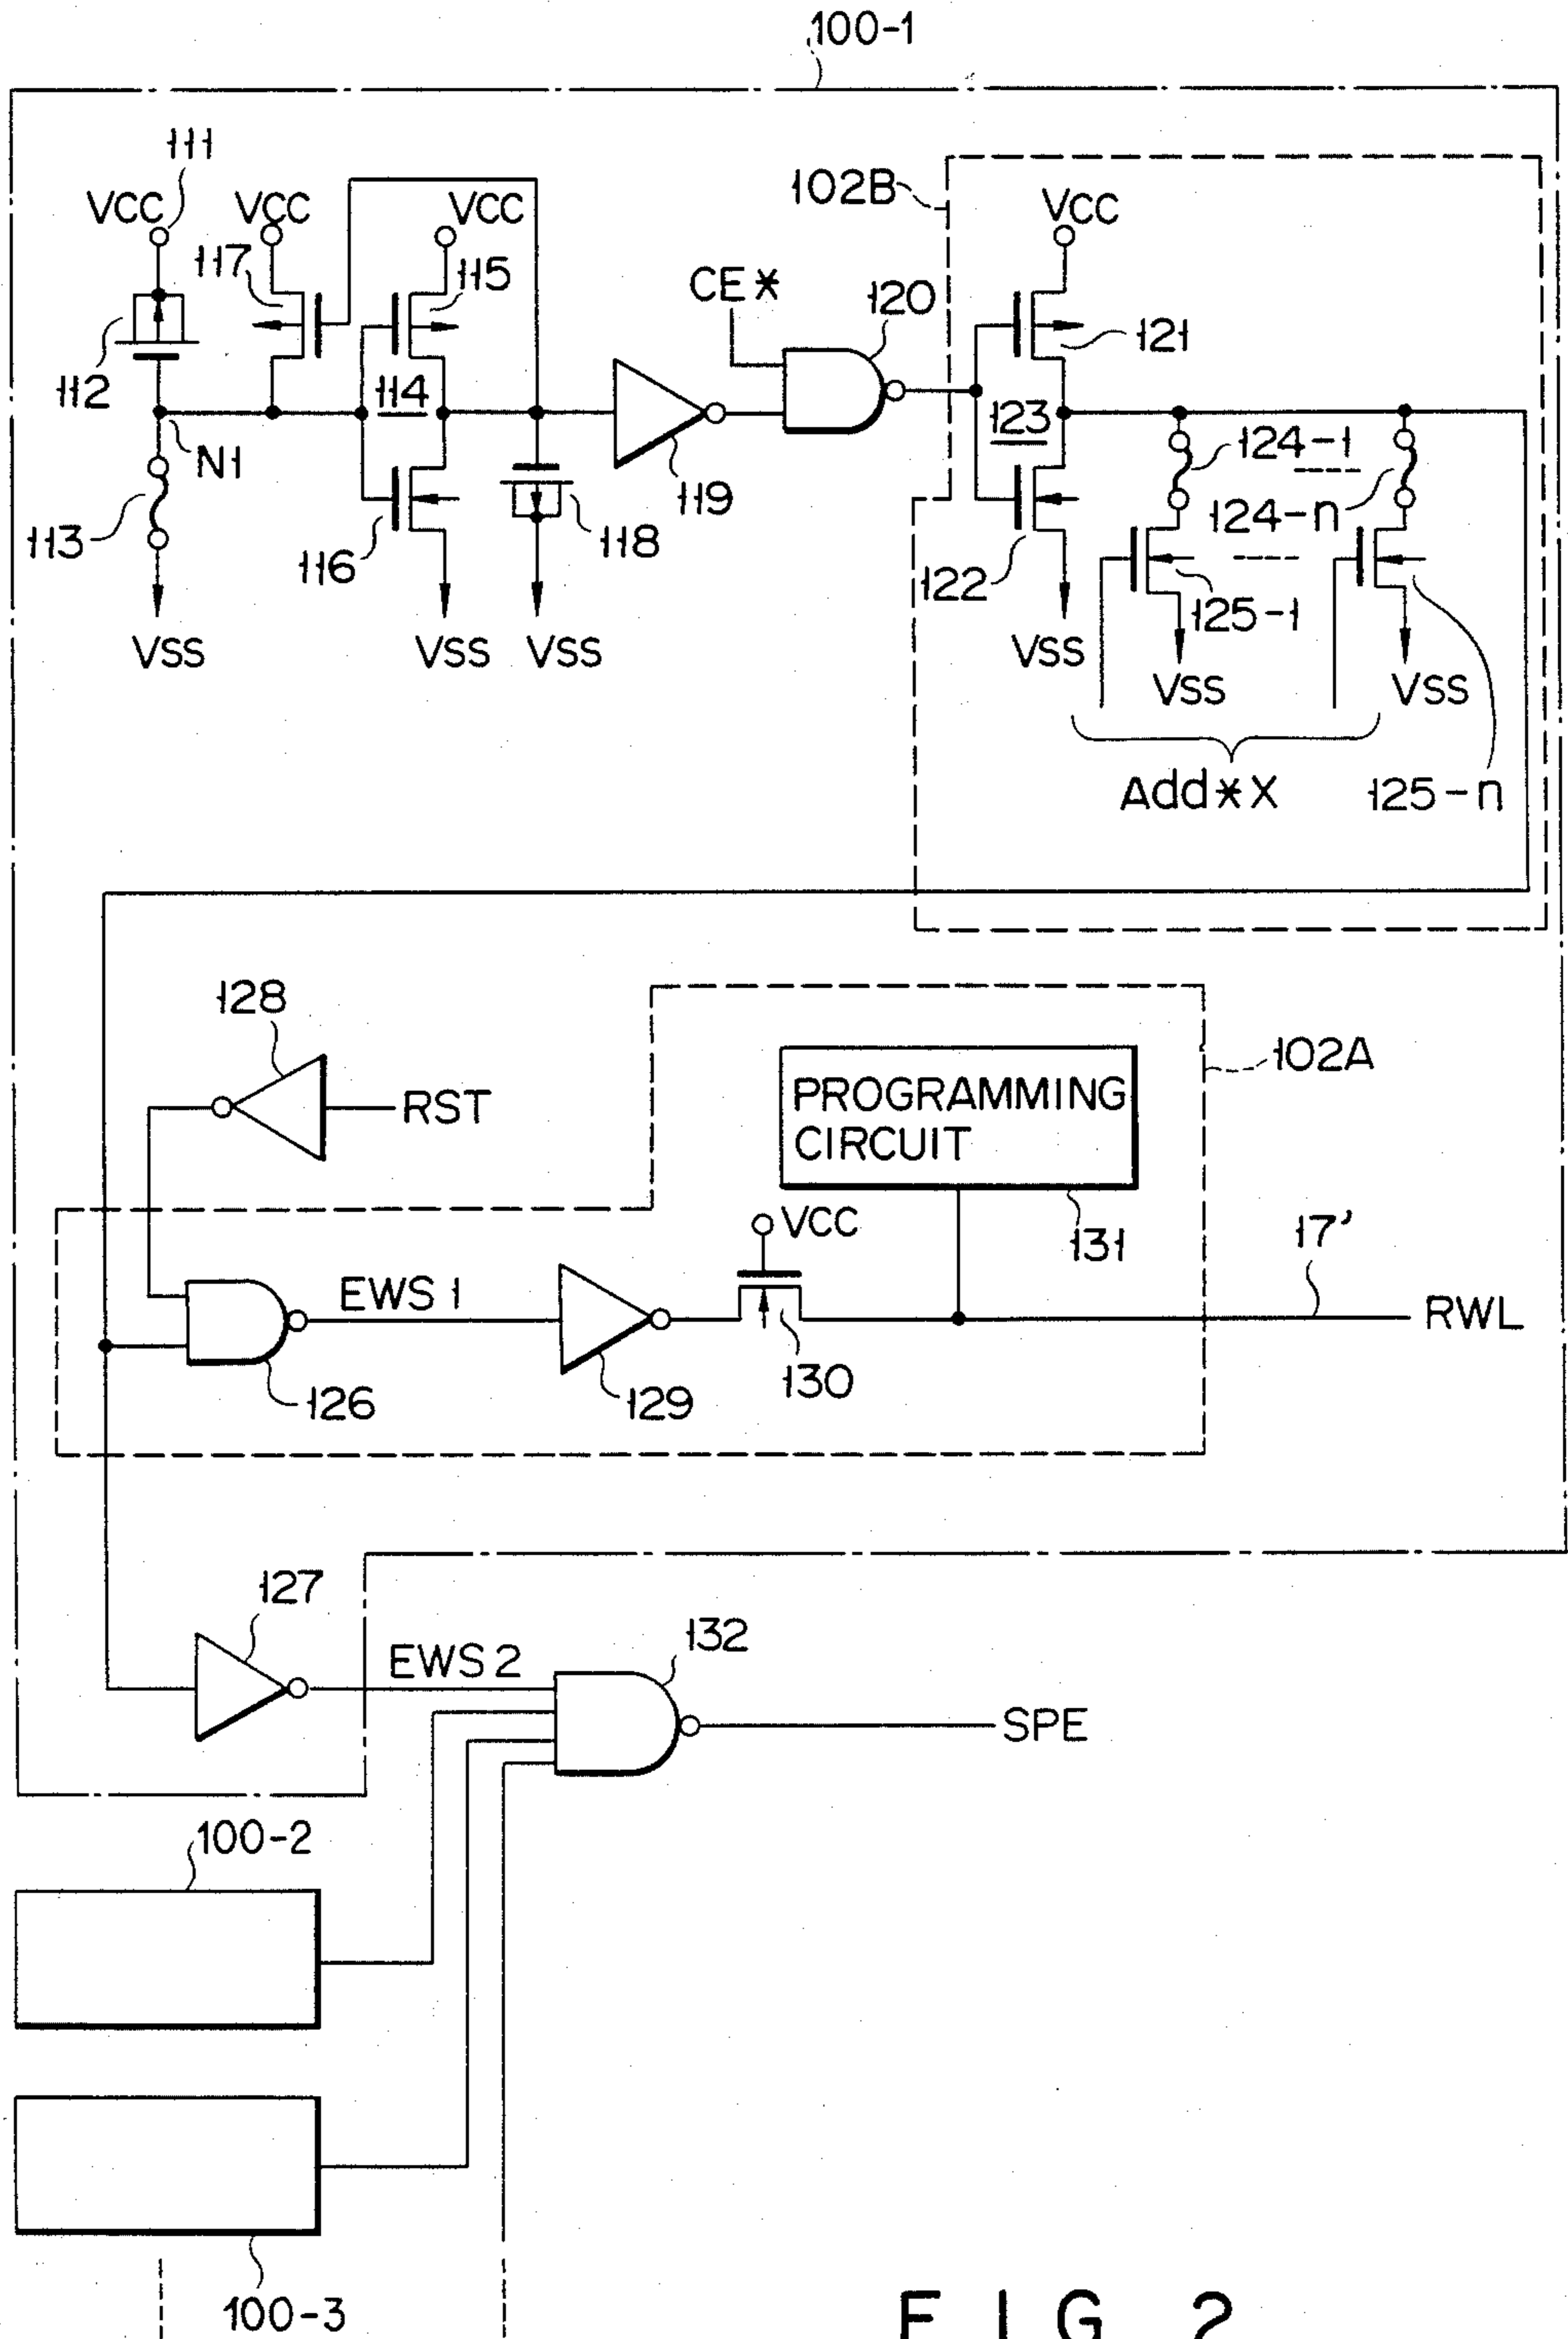 100-1
111
VCC
VCC
VCC
117
115
112
114
N1
113
116
118
VSS
VSS
VSS
119
CE*
120
102B
VCC
121
123
122
124-1
124-n
125-1
VSS
VSS
VSS
Add*X
125-n
128
RST
PROGRAMMING
CIRCUIT
102A
131
VCC
17'
EWS 1
RWL
126
129
130
127
EWS 2
132
SPE
100-2
100-3
FIG. 2